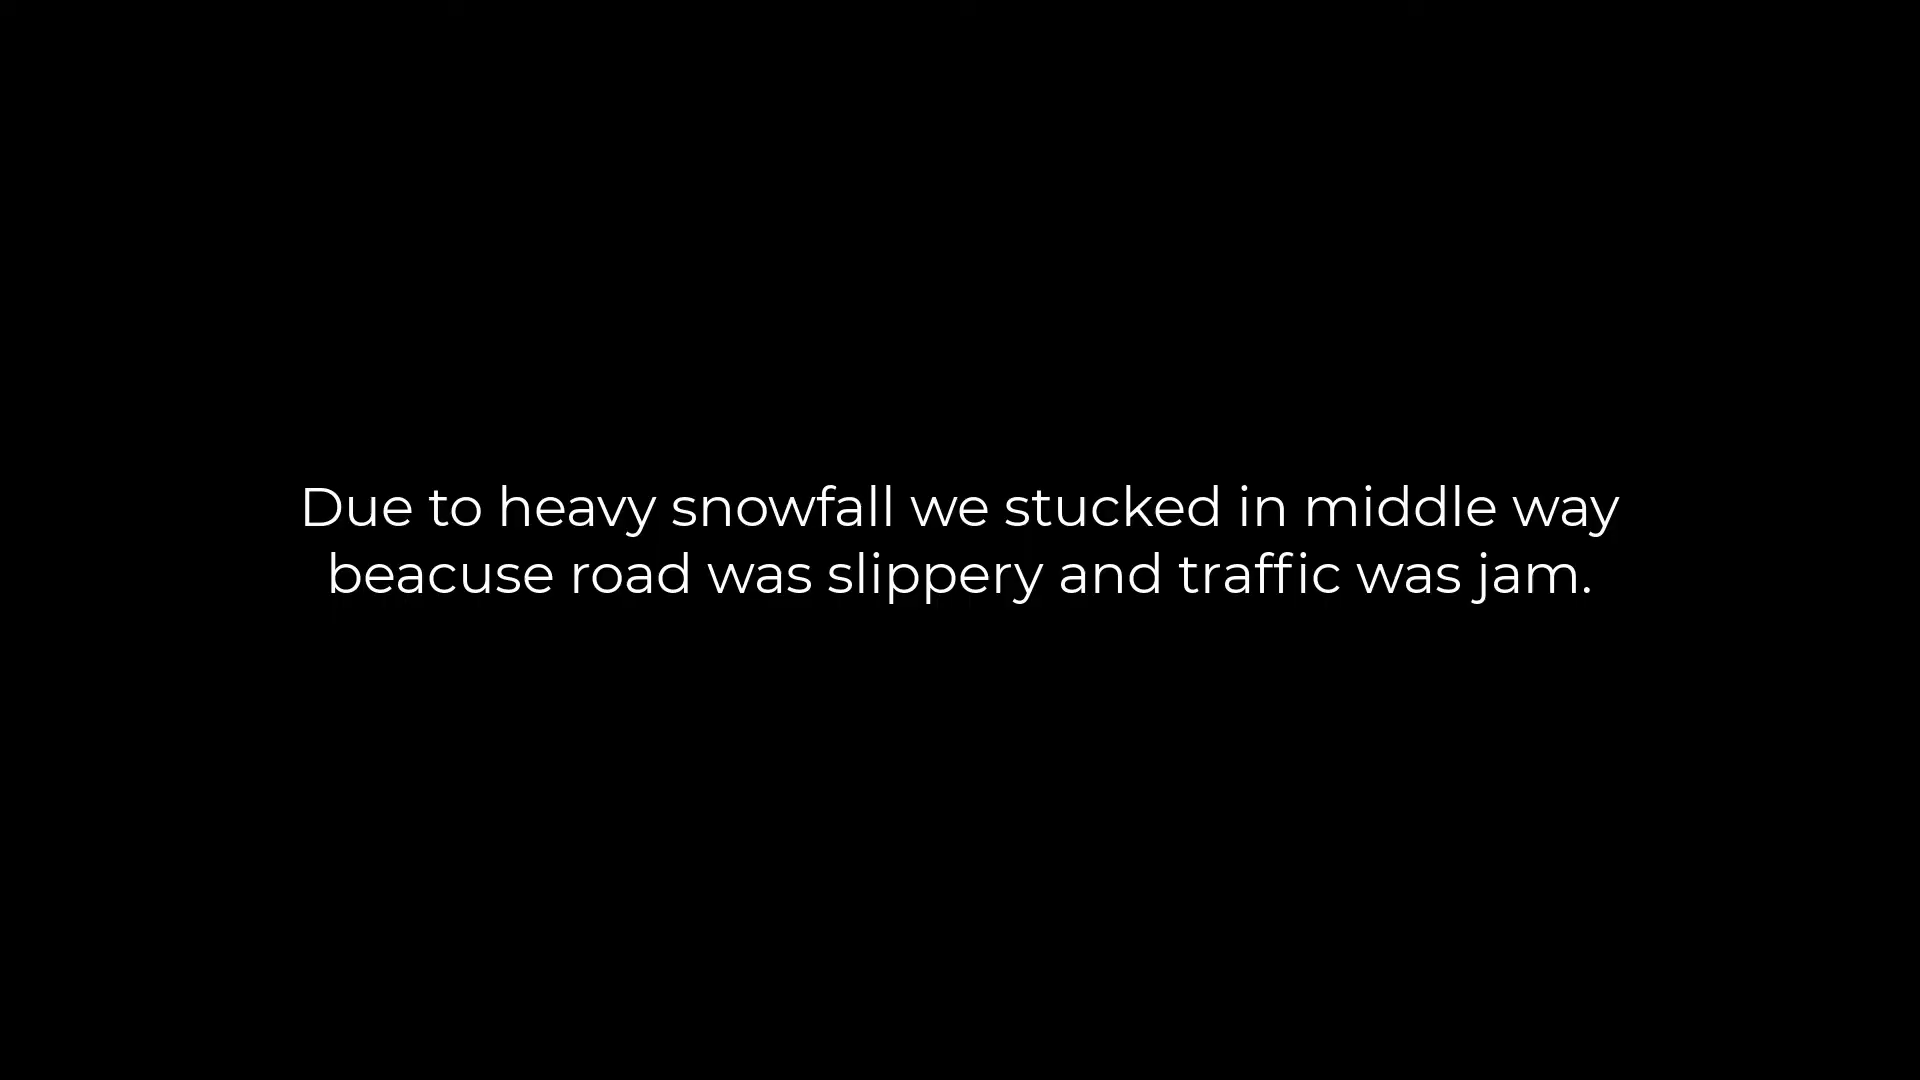 Due to heavy snowfall we stucked in middle way
beacuse road was slippery and traffic was jam.